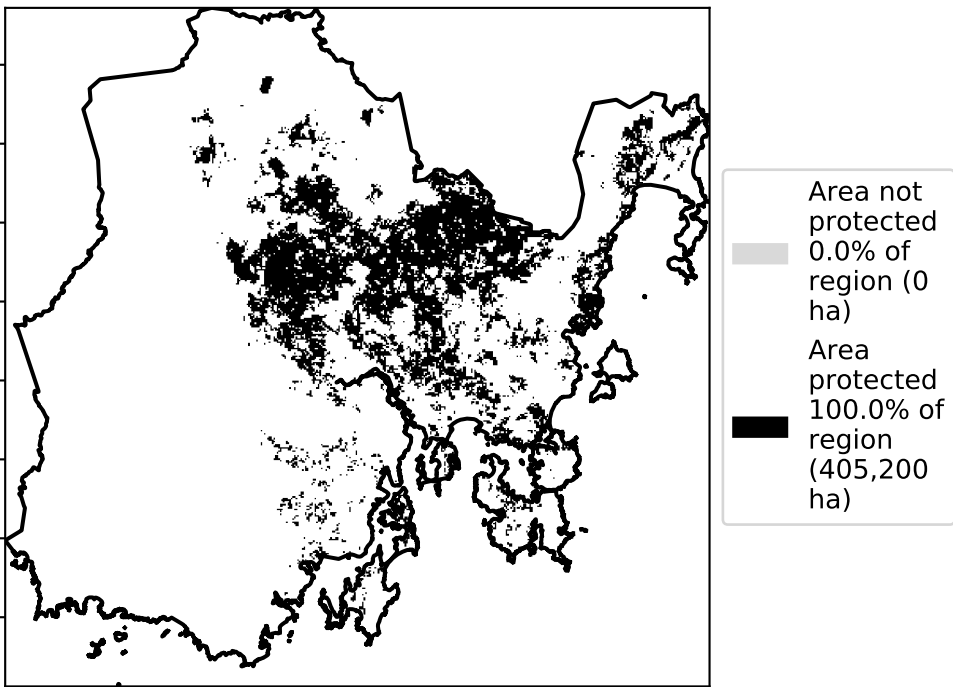 Area not
protected
0.0% of
region (0
ha)
Area
protected
100.0% of
region
(405,200
ha)